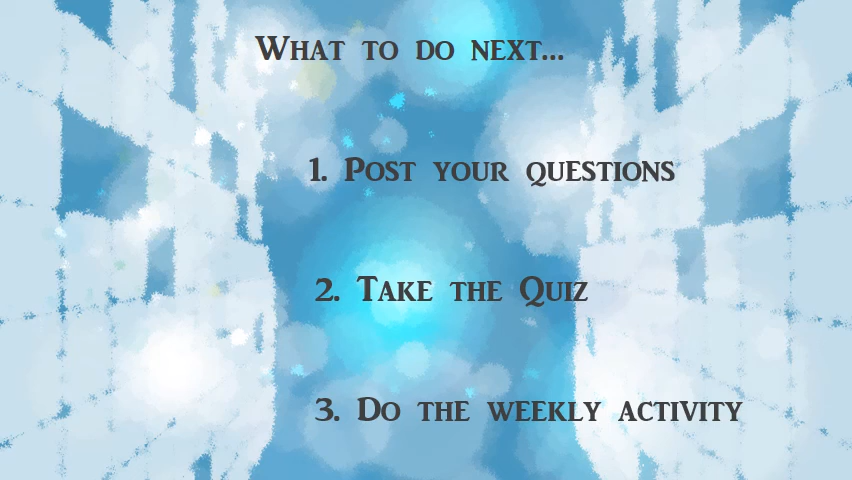 What to do next...
1. Post your questions
2. Take the Quiz
3. Do the weekly activity